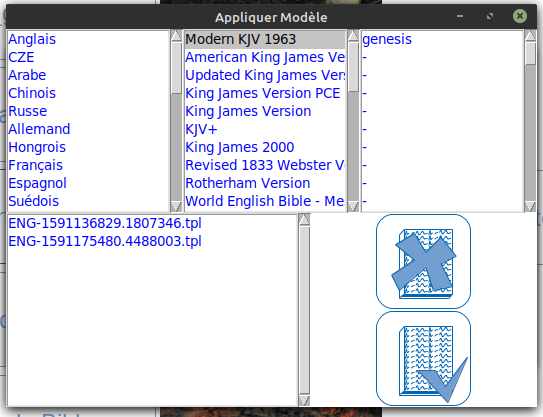 Appliquer Modèle
Anglais
CZE
Arabe
Chinois
Russe
Allemand
Hongrois
Français
Espagnol
Suédois
Modern KJV 1963
American King James Ve
Updated King James Vers
King James Version PCE
King James Version
KJV+
King James 2000
Revised 1833 Webster V
Rotherham Version
World English Bible - Me
genesis
-
-
-
-
-
-
-
-
-
ENG-1591136829.1807346.tpl
ENG-1591175480.4488003.tpl